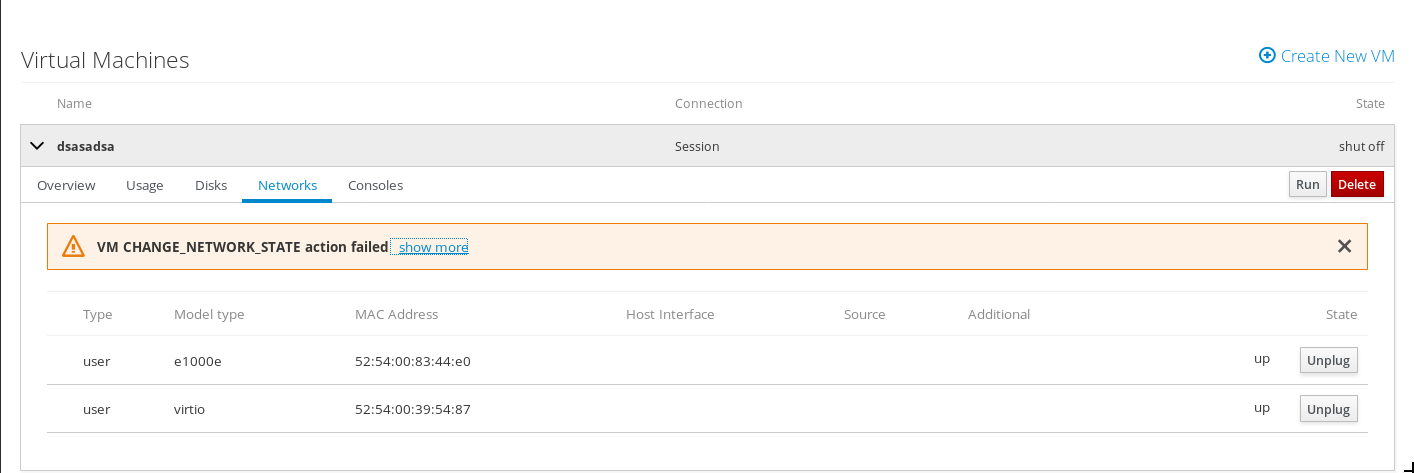 Virtual Machines
Create New VM
Name Connection State
dsasadsa Session shut off
Overview Usage Disks Networks Consoles Run Delete
VM CHANGE_NETWORK_STATE action failed show more
Type Model type MAC Address Host Interface Source Additional State
user e1000e 52:54:00:83:44:e0 up Unplug
user virtio 52:54:00:39:54:87 up Unplug